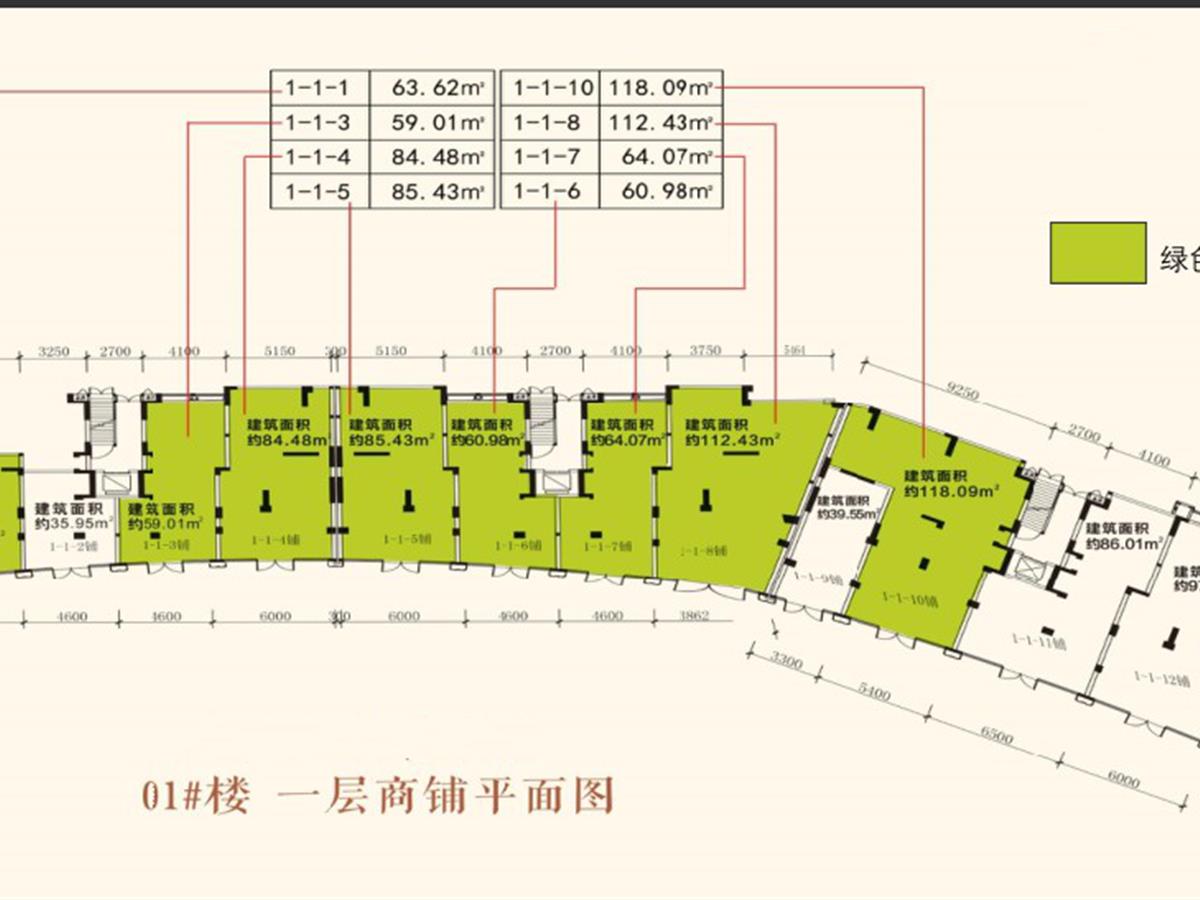 1-1-1 63.62m²
1-1-3 59.01m²
1-1-4 84.48m²
1-1-5 85.43m²
1-1-10 118.09m²
1-1-8 112.43m²
1-1-7 64.07m²
1-1-6 60.98m²
绿色
3250 2700 4100 5150 5150 4100 2700 4100 3750 5464
9250
2700
4100
建筑面积
约35.95m²
1-1-2铺
建筑面积
约59.01m²
1-1-3铺
建筑面积
约84.48m²
1-1-4铺
建筑面积
约85.43m²
1-1-5铺
建筑面积
约60.98m²
1-1-6铺
建筑面积
约64.07m²
1-1-7铺
建筑面积
约112.43m²
1-1-8铺
建筑面积
约39.55m²
1-1-9铺
建筑面积
约118.09m²
1-1-10铺
建筑面积
约86.01m²
1-1-11铺
1-1-12铺
4600 4600 6000 6000 4600 4600 3862
3300
5400
6500
6000
01#楼 一层商铺平面图